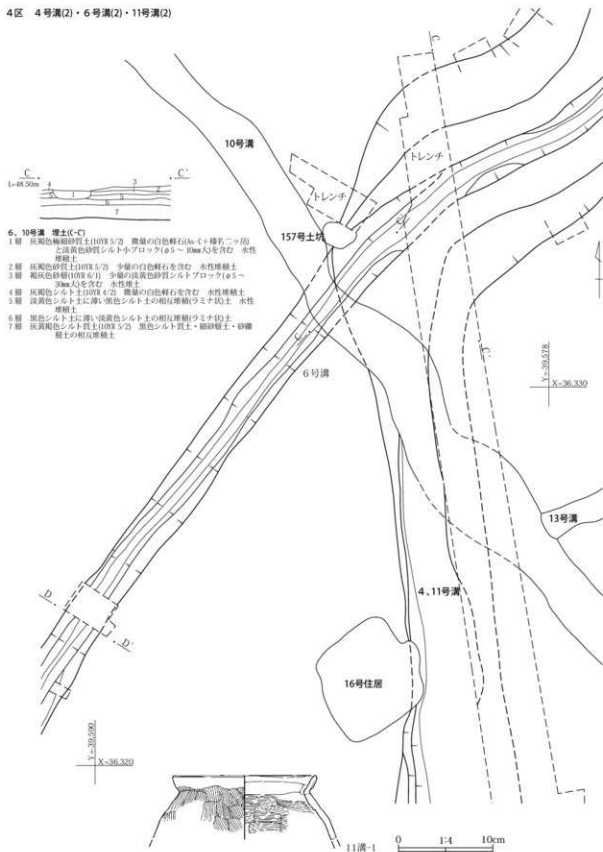 4区　4号溝(2)・6号溝(2)・11号溝(2)
C
トレンチ
10号溝
トレンチ
157号土坑
C
C´
L=48.50m
4
3
2
1
5
6
7
6、10号溝　埋土(C-C´)
1層　灰褐色極細砂質土(10YR 5/2)　微量の白色軽石(As-C+榛名二ッ岳)
と淡黄色砂質シルト小ブロック(φ5～10mm大)を含む　水性
堆積土
2層　灰褐色砂質土(10YR 5/2)　少量の白色軽石を含む　水性堆積土
3層　褐灰色砂層(10YR 6/1)　少量の淡黄色砂質シルトブロック(φ5～
30mm大)を含む　水性堆土
4層　灰褐色シルト土(10YR 4/2)　微量の白色軽石を含む　水性堆積土
5層　淡黄色シルト土に薄い黒色シルト土の相互堆積(ラミナ状)土　水性
堆積土
6層　黒色シルト土に薄い淡黄色シルト土の相互堆積(ラミナ状)土
7層　灰黄褐色シルト質土(10YR 5/2)　黒色シルト質土・細砂層土・砂礫
層土の相互堆積土
6号溝
C´
Y=-39,578
X=36,330
13号溝
4、11号溝
D
D´
16号住居
Y=-39,590
X=36,320
11溝-1
0
1:4
10cm